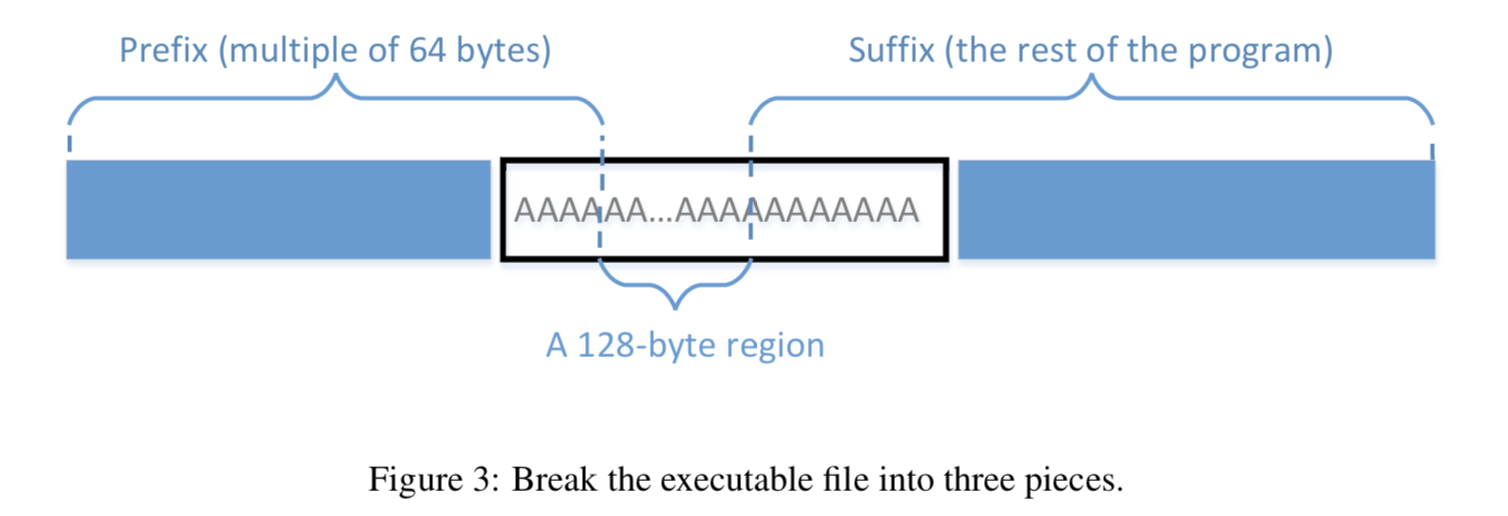 Prefix (multiple of 64 bytes)
Suffix (the rest of the program)
AAAAAA...AAAAAAAAAAA
A 128-byte region
Figure 3: Break the executable file into three pieces.